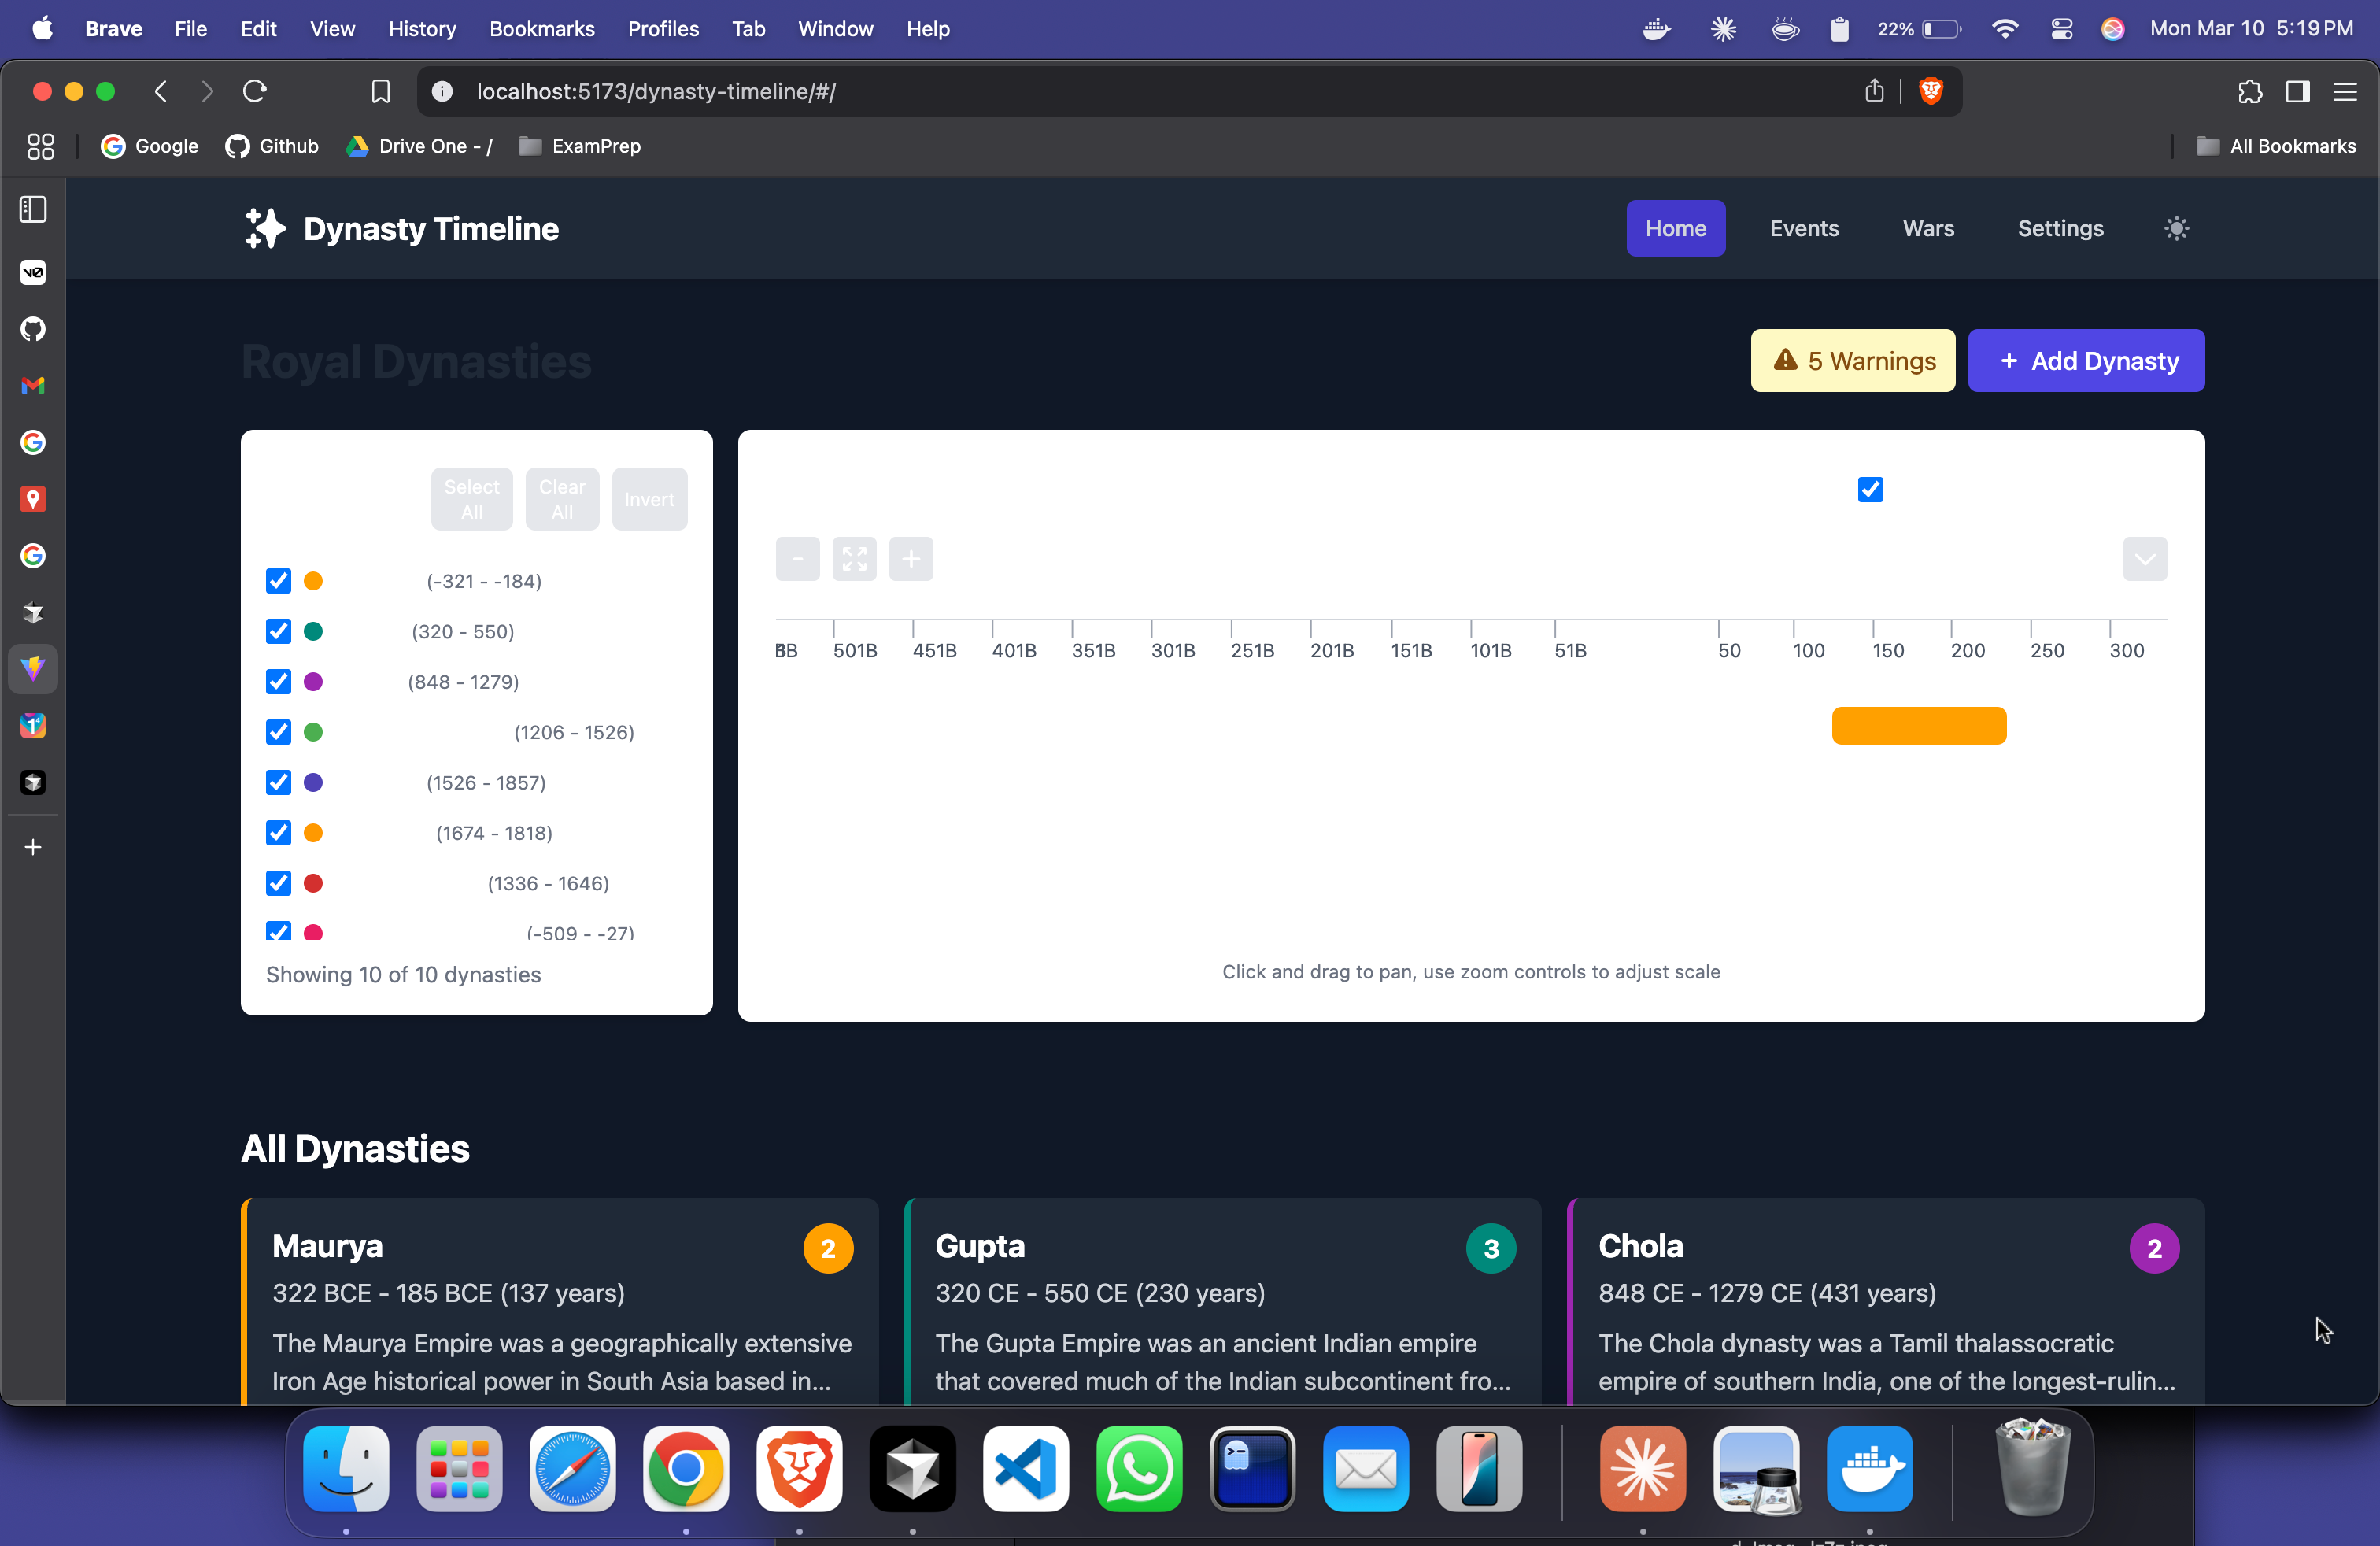 Brave File Edit View History Bookmarks Profiles Tab Window Help 22% Mon Mar 10 5:19 PM
localhost:5173/dynasty-timeline/#/
Google Github Drive One - / ExamPrep All Bookmarks
Dynasty Timeline Home Events Wars Settings
Royal Dynasties 5 Warnings + Add Dynasty
Select All
Clear All
Invert
(-321 - -184)
(320 - 550)
(848 - 1279)
(1206 - 1526)
(1526 - 1857)
(1674 - 1818)
(1336 - 1646)
(-509 - -27)
Showing 10 of 10 dynasties
- +
501B 451B 401B 351B 301B 251B 201B 151B 101B 51B 50 100 150 200 250 300
Click and drag to pan, use zoom controls to adjust scale
All Dynasties
Maurya 2
322 BCE - 185 BCE (137 years)
The Maurya Empire was a geographically extensive
Iron Age historical power in South Asia based in...
Gupta 3
320 CE - 550 CE (230 years)
The Gupta Empire was an ancient Indian empire
that covered much of the Indian subcontinent fro...
Chola 2
848 CE - 1279 CE (431 years)
The Chola dynasty was a Tamil thalassocratic
empire of southern India, one of the longest-rulin...